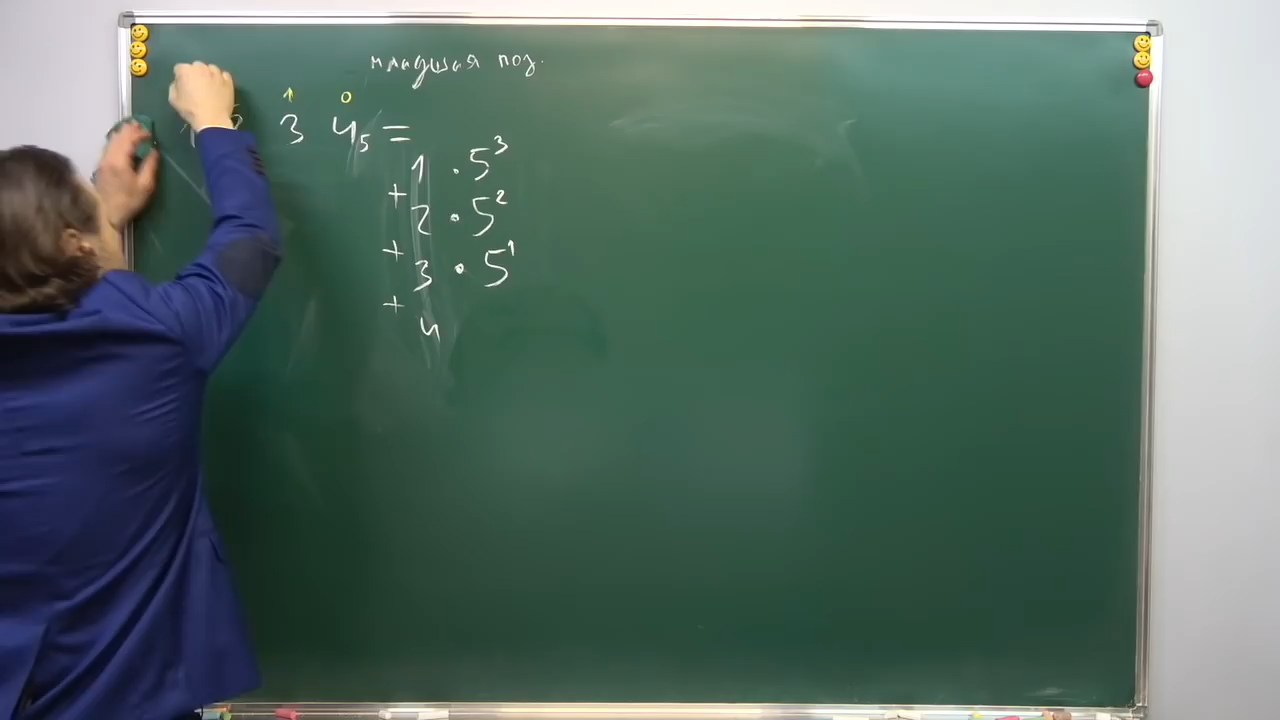 младшая поз.
1 0
3 4₅ =
1 · 5³
+
2 · 5²
+
3 · 5¹
+
4